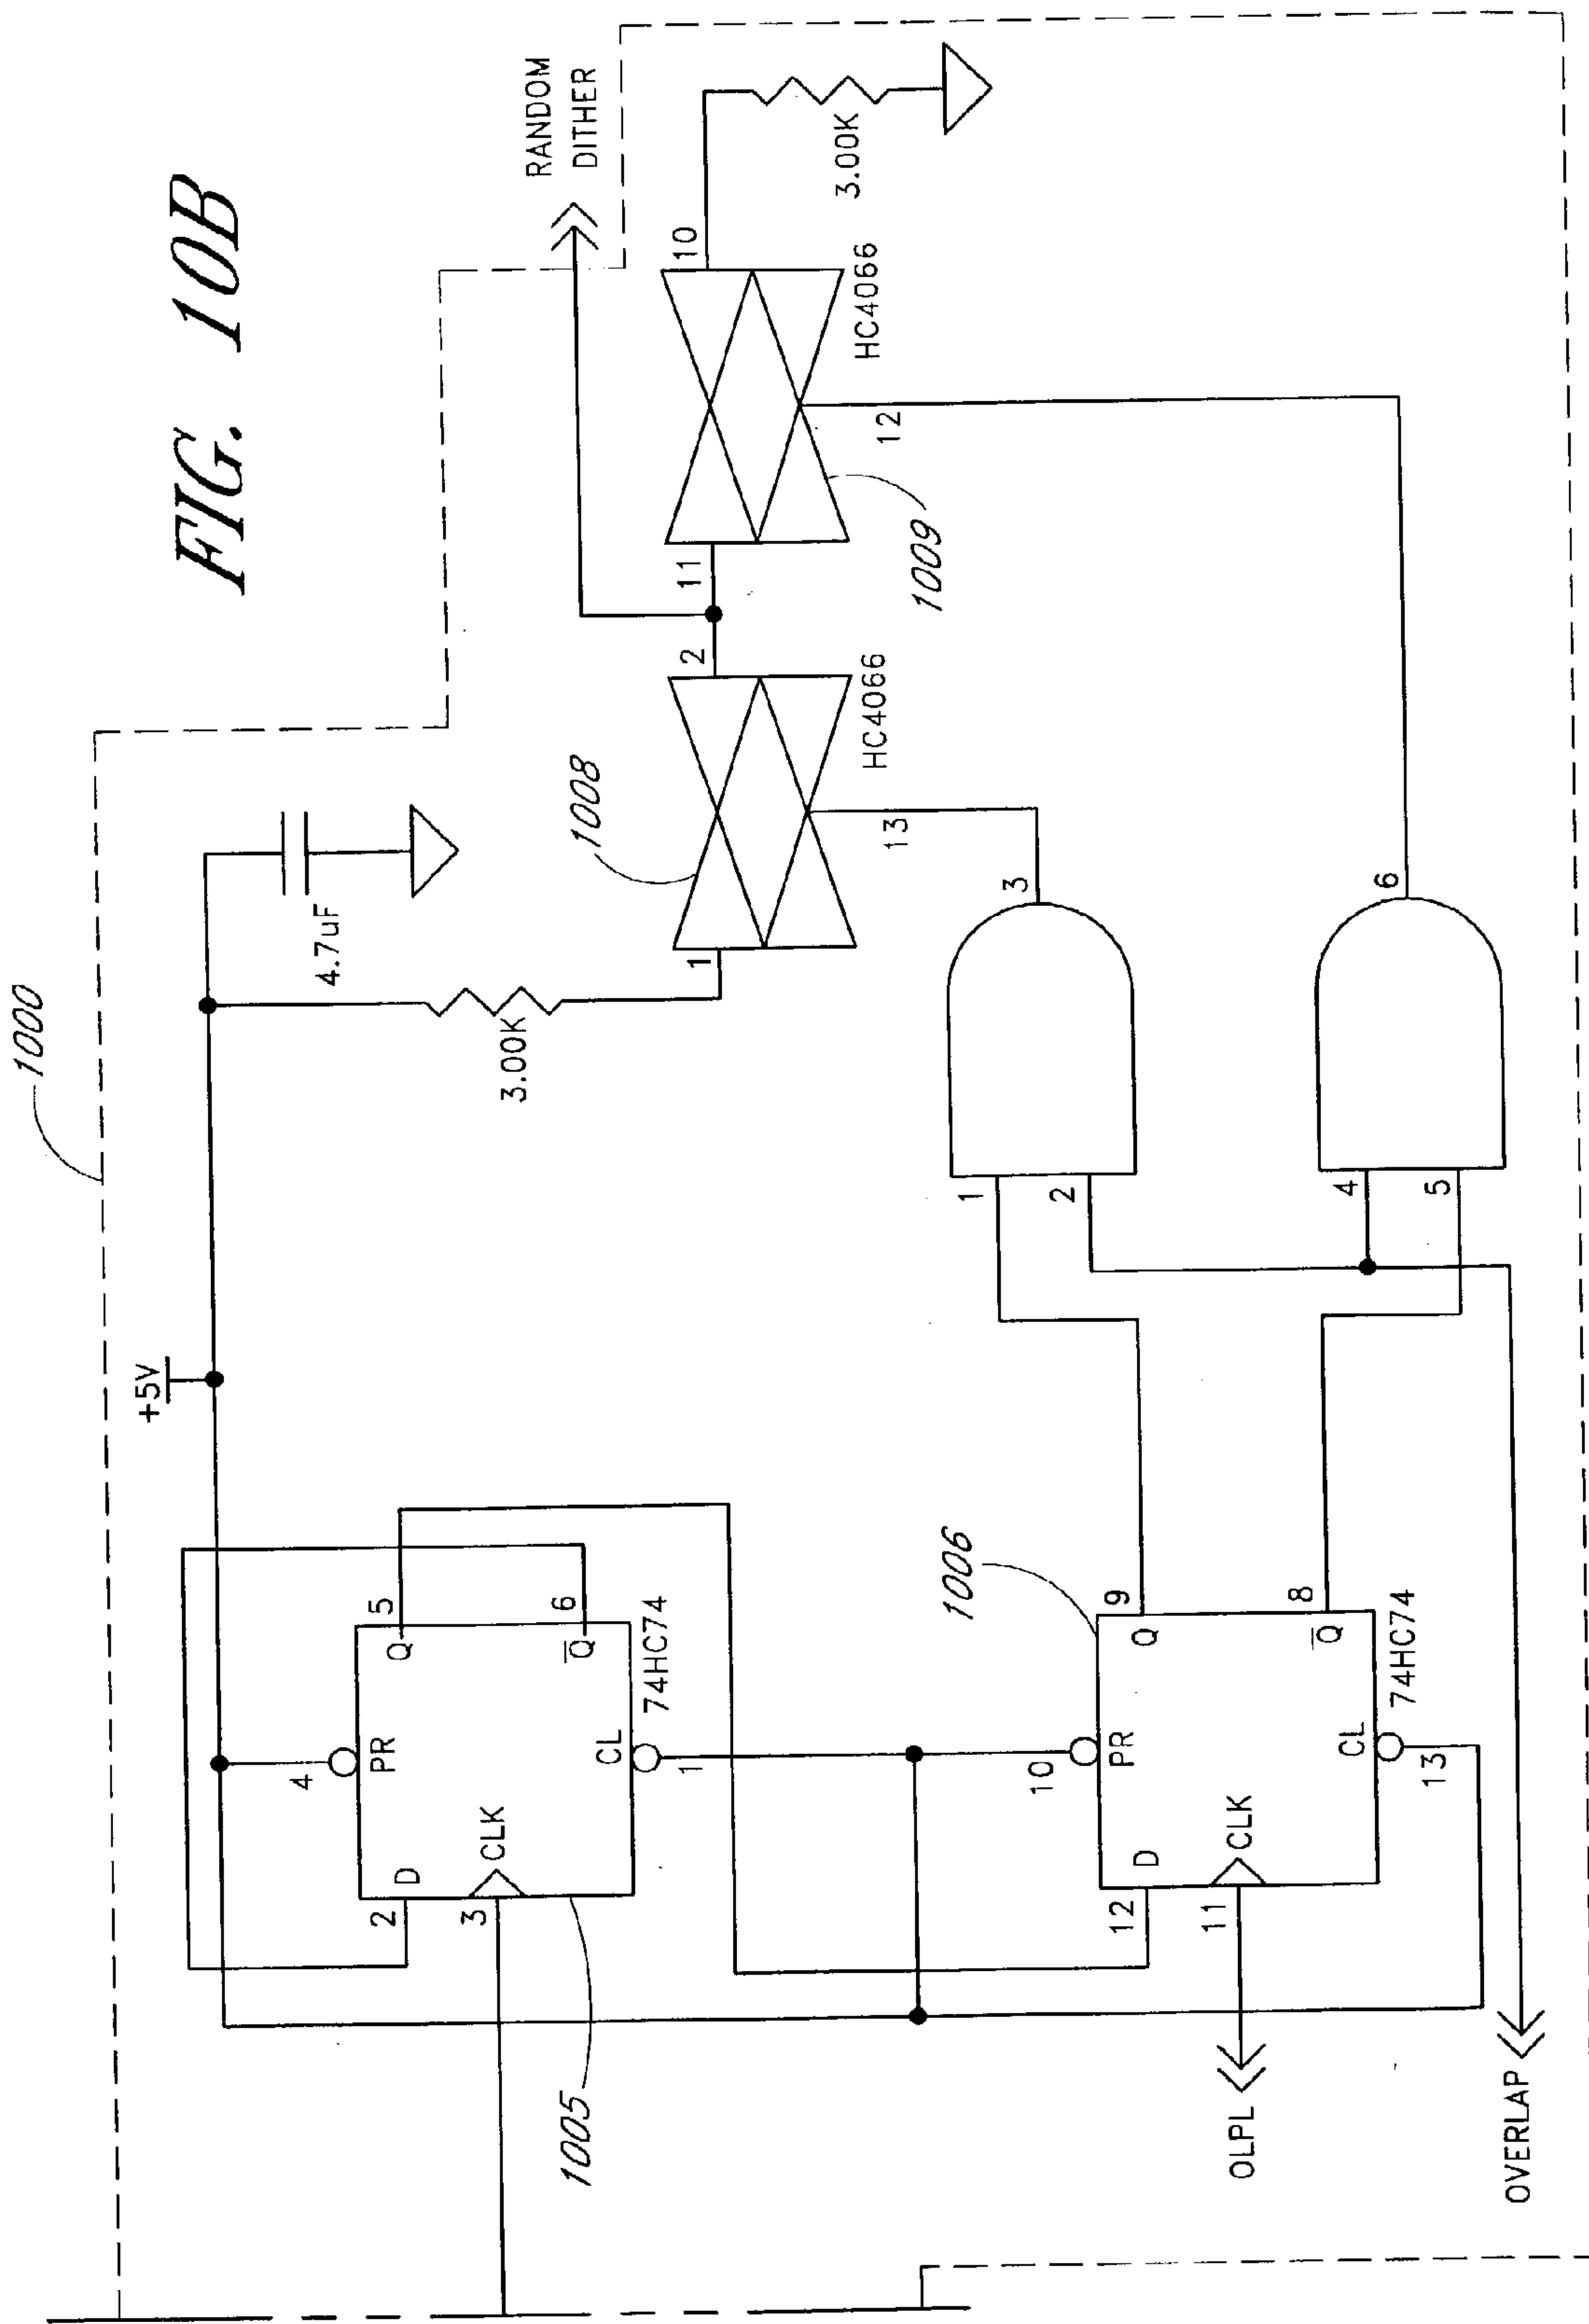 FIG. 10B
1000
+5V
4.7uF
3.00K
RANDOM
DITHER
1008
1
2
13
HC4066
11
10
12
HC4066
1009
3.00K
4
PR
2
D
3
CLK
Q
5
Q
6
CL
1
74HC74
1005
10
PR
12
D
11
CLK
Q
9
Q
8
CL
13
74HC74
1006
1
2
3
4
5
6
OLPL
OVERLAP